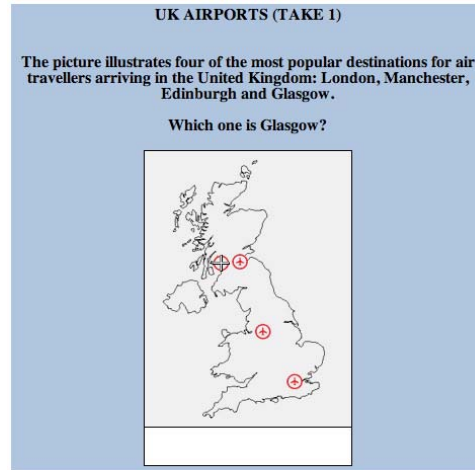 UK AIRPORTS (TAKE 1)
The picture illustrates four of the most popular destinations for air
travellers arriving in the United Kingdom: London, Manchester,
Edinburgh and Glasgow.
Which one is Glasgow?